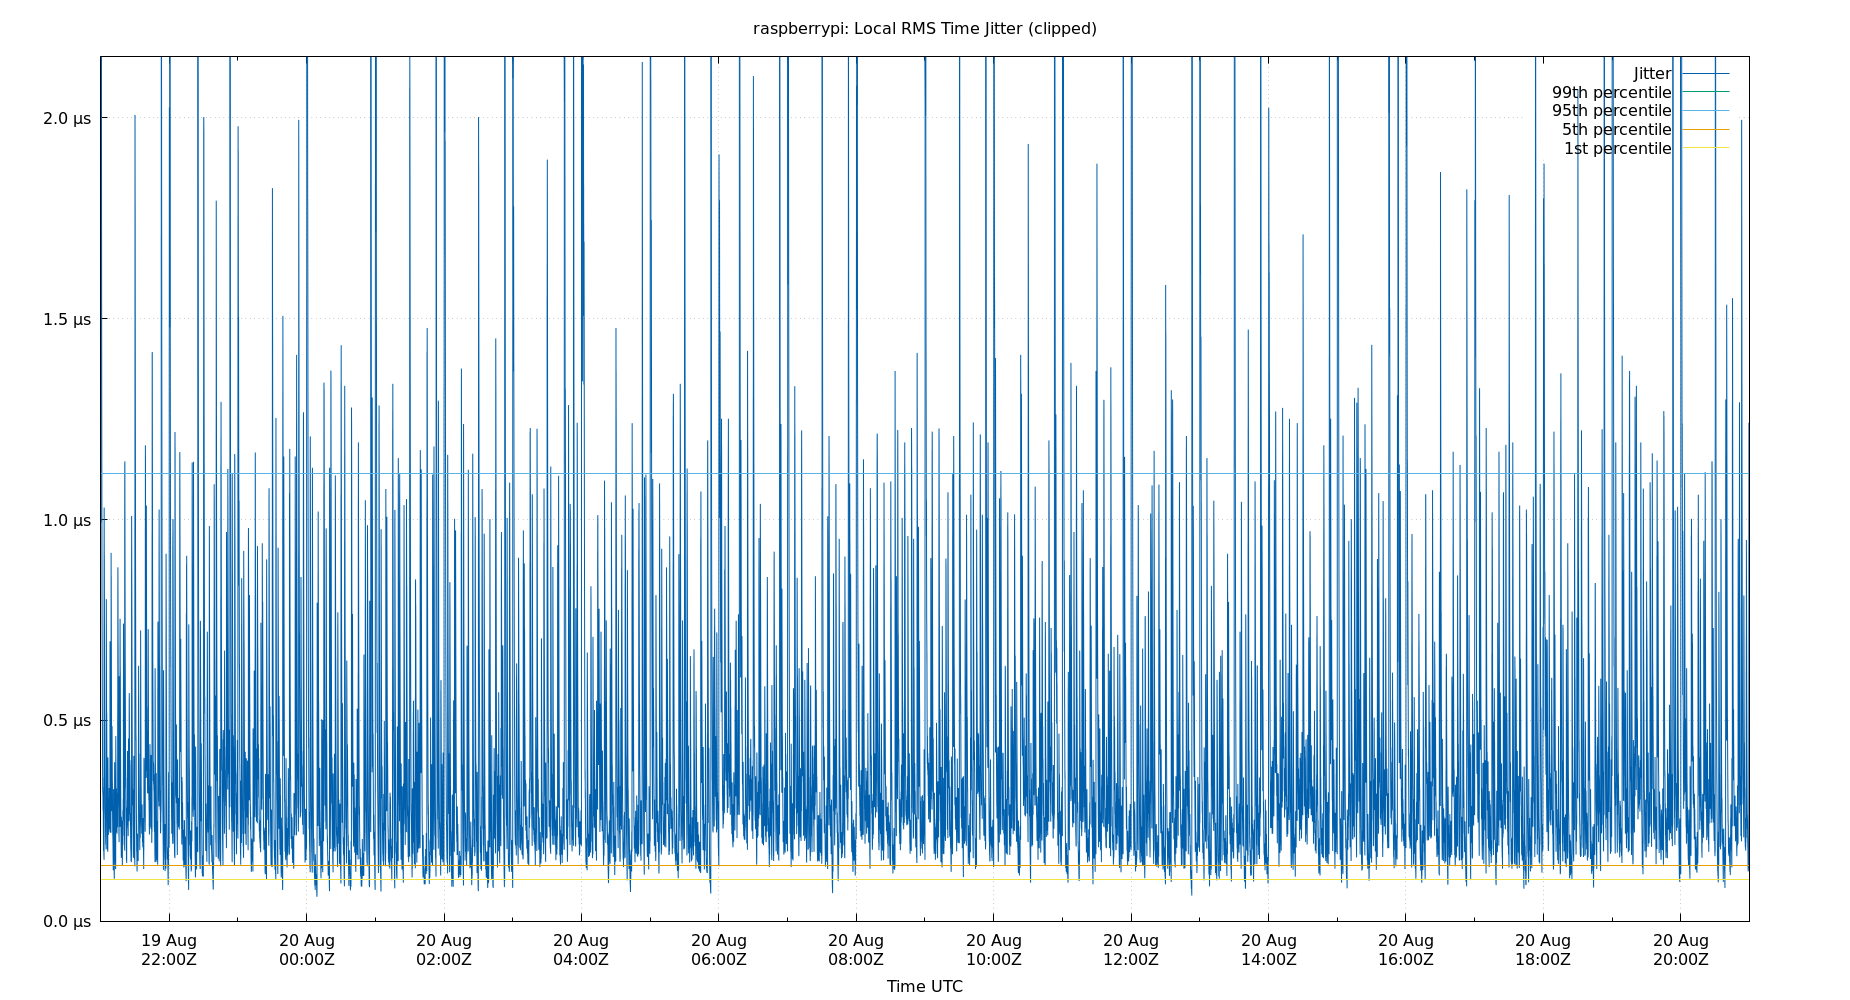 raspberrypi: Local RMS Time Jitter (clipped)
Jitter
99th percentile
95th percentile
5th percentile
1st percentile
2.0 µs
1.5 µs
1.0 µs
0.5 µs
0.0 µs
19 Aug 20 Aug 20 Aug 20 Aug 20 Aug 20 Aug 20 Aug 20 Aug 20 Aug 20 Aug 20 Aug 20 Aug
22:00Z 00:00Z 02:00Z 04:00Z 06:00Z 08:00Z 10:00Z 12:00Z 14:00Z 16:00Z 18:00Z 20:00Z
Time UTC